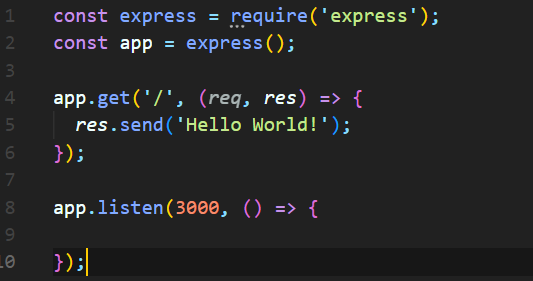 1 const express = require('express');
2 const app = express();
3
4 app.get('/', (req, res) => {
5   res.send('Hello World!');
6 });
7
8 app.listen(3000, () => {
9
10 });